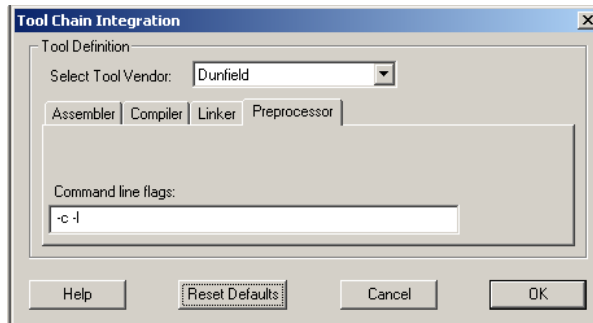 Tool Chain Integration
Tool Definition
Select Tool Vendor: Dunfield
Assembler Compiler Linker Preprocessor
Command line flags:
-c -l
Help Reset Defaults Cancel OK